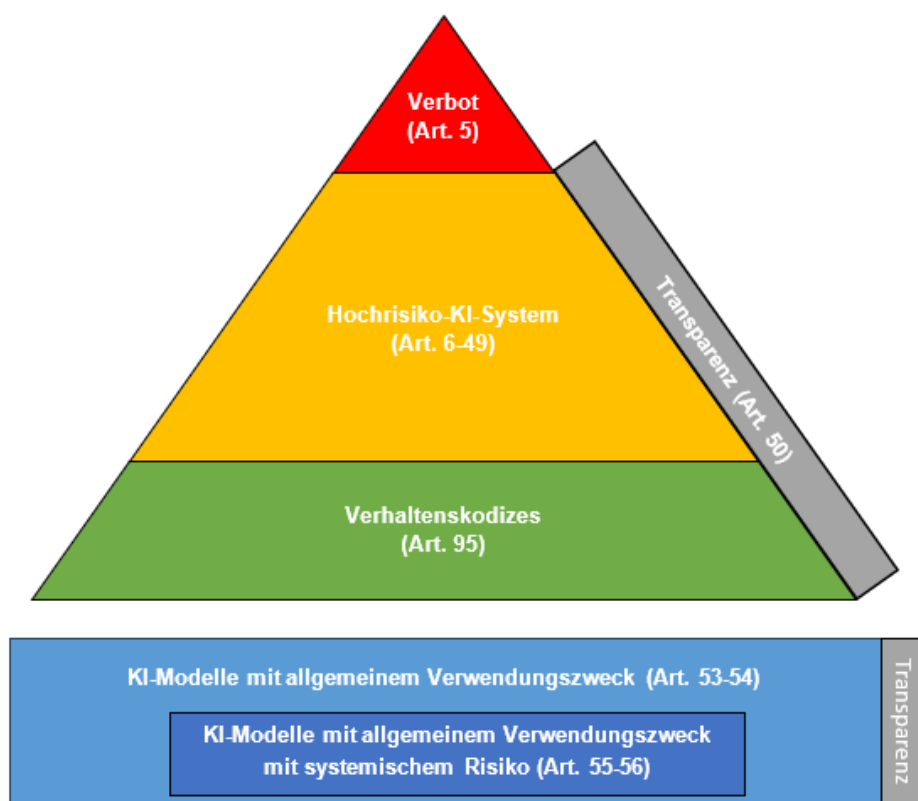 Verbot
(Art. 5)
Transparenz (Art. 50)
Hochrisiko-KI-System
(Art. 6-49)
Verhaltenskodizes
(Art. 95)
KI-Modelle mit allgemeinem Verwendungszweck (Art. 53-54)
Transparenz
KI-Modelle mit allgemeinem Verwendungszweck
mit systemischem Risiko (Art. 55-56)